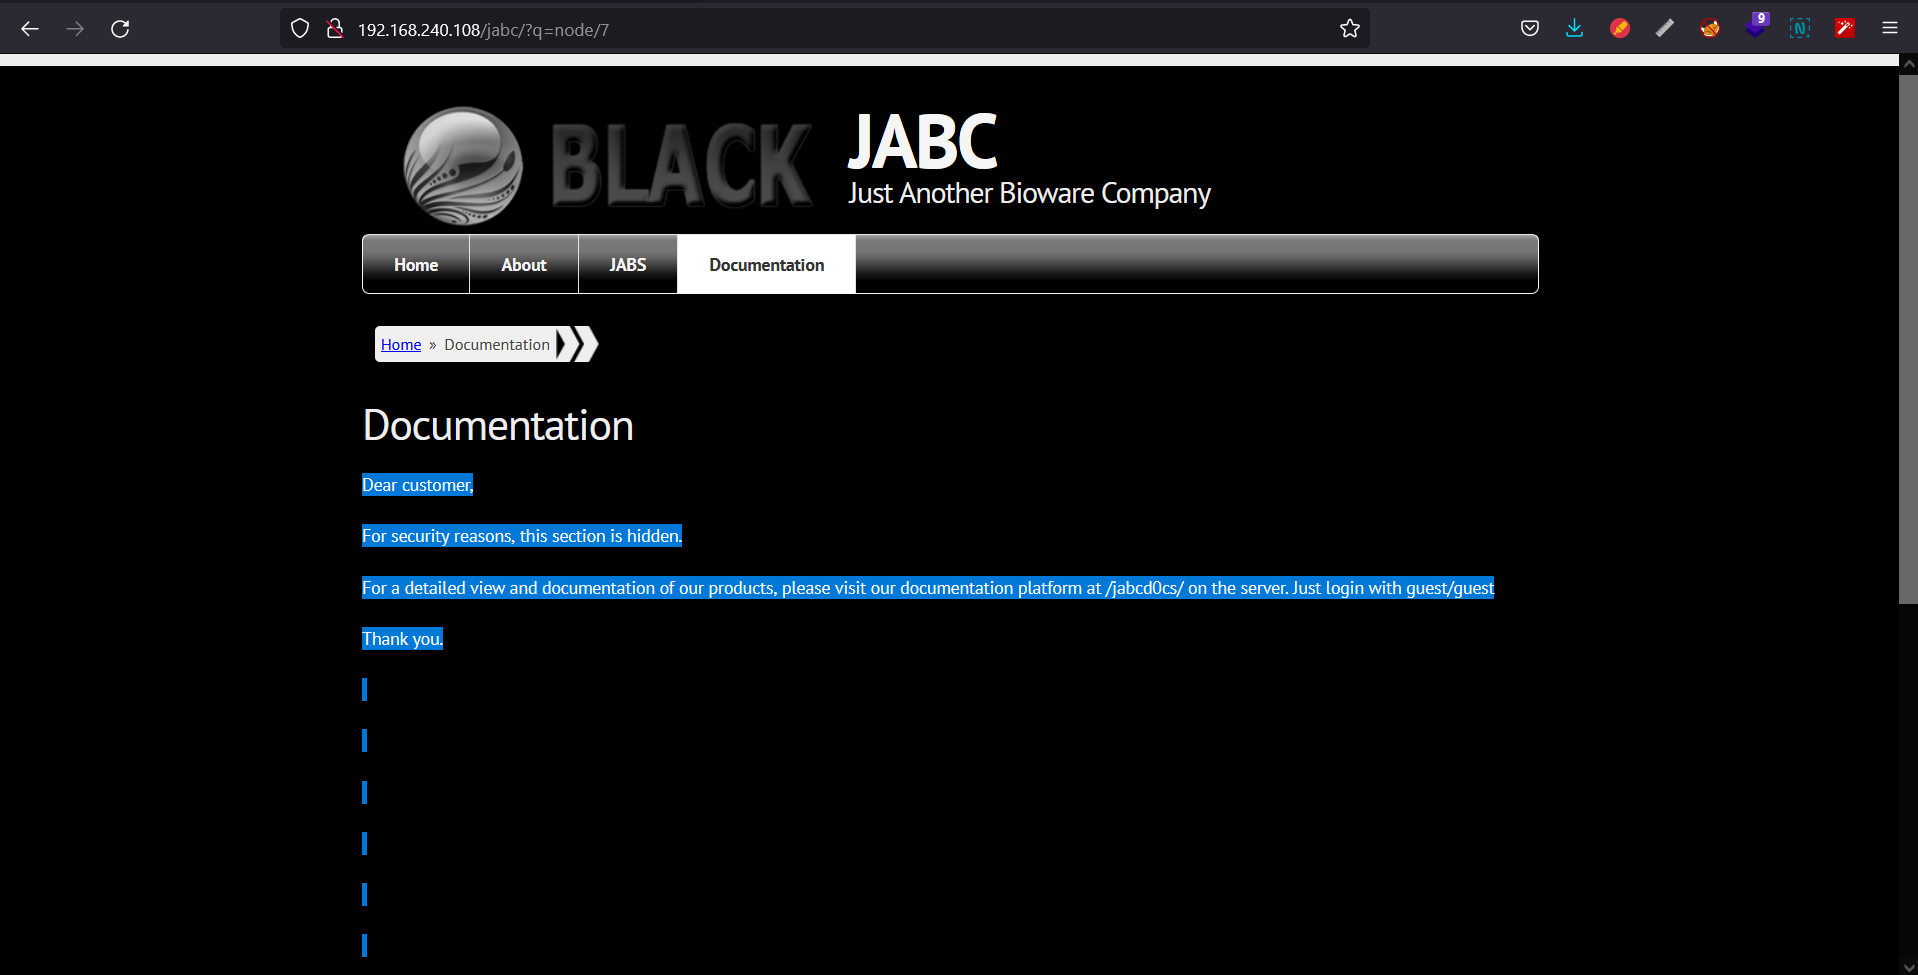 192.168.240.108/jabc/?q=node/7
9
N
BLACK
JABC
Just Another Bioware Company
Home
About
JABS
Documentation
Home » Documentation
Documentation
Dear customer,
For security reasons, this section is hidden.
For a detailed view and documentation of our products, please visit our documentation platform at /jabcd0cs/ on the server. Just login with guest/guest
Thank you.